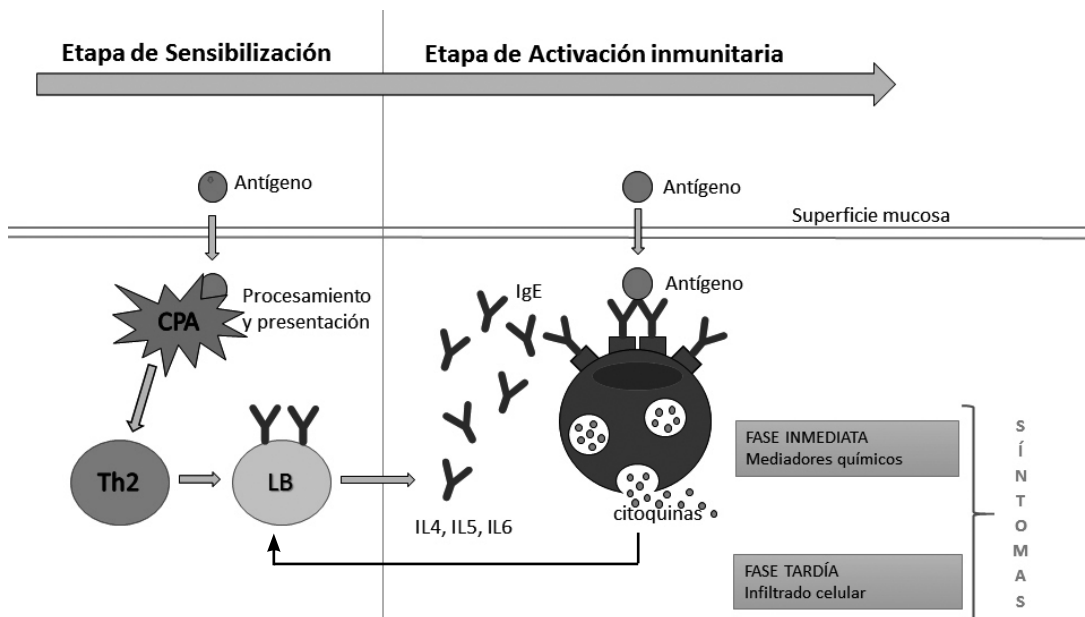 Etapa de Sensibilización
Etapa de Activación inmunitaria
Antígeno
Antígeno
Superficie mucosa
Procesamiento
y presentación
CPA
IgE
Antígeno
Th2
LB
IL4, IL5, IL6
citoquinas
FASE INMEDIATA
Mediadores químicos
FASE TARDÍA
Infiltrado celular
SÍNTOMAS